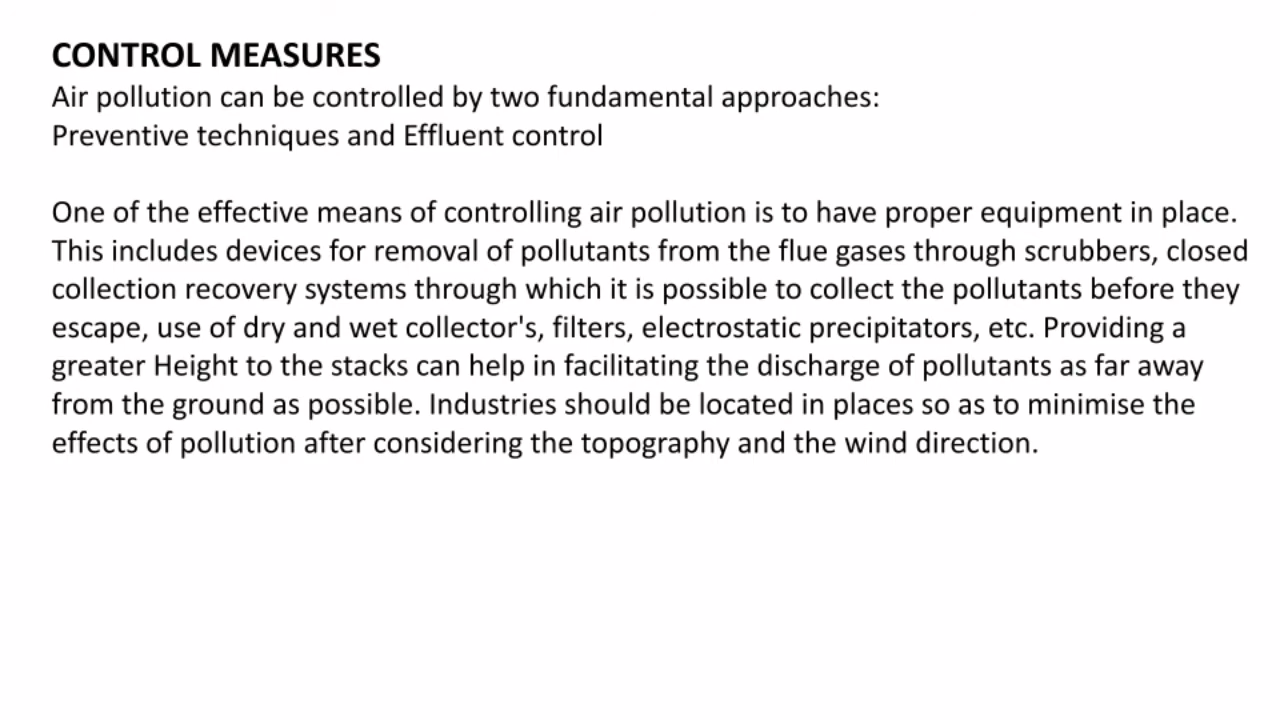 CONTROL MEASURES
Air pollution can be controlled by two fundamental approaches:
Preventive techniques and Effluent control
One of the effective means of controlling air pollution is to have proper equipment in place.
This includes devices for removal of pollutants from the flue gases through scrubbers, closed
collection recovery systems through which it is possible to collect the pollutants before they
escape, use of dry and wet collector's, filters, electrostatic precipitators, etc. Providing a
greater Height to the stacks can help in facilitating the discharge of pollutants as far away
from the ground as possible. Industries should be located in places so as to minimise the
effects of pollution after considering the topography and the wind direction.